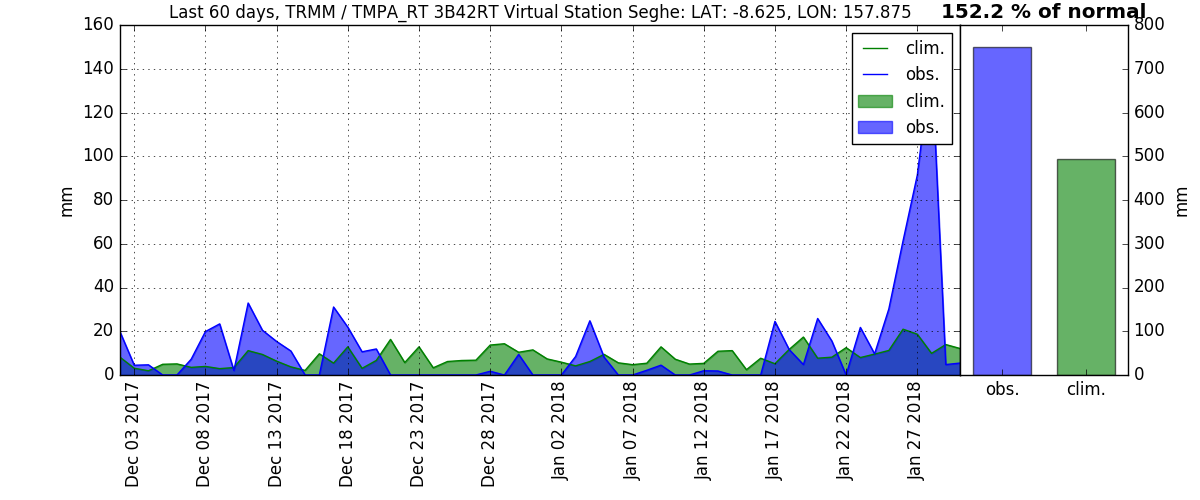 Last 60 days, TRMM / TMPA_RT 3B42RT Virtual Station Seghe: LAT: -8.625, LON: 157.875
152.2 % of normal
160
140
120
100
80
60
40
20
0
mm
clim.
obs.
clim.
obs.
Dec 03 2017
Dec 08 2017
Dec 13 2017
Dec 18 2017
Dec 23 2017
Dec 28 2017
Jan 02 2018
Jan 07 2018
Jan 12 2018
Jan 17 2018
Jan 22 2018
Jan 27 2018
800
700
600
500
400
300
200
100
0
mm
obs.
clim.